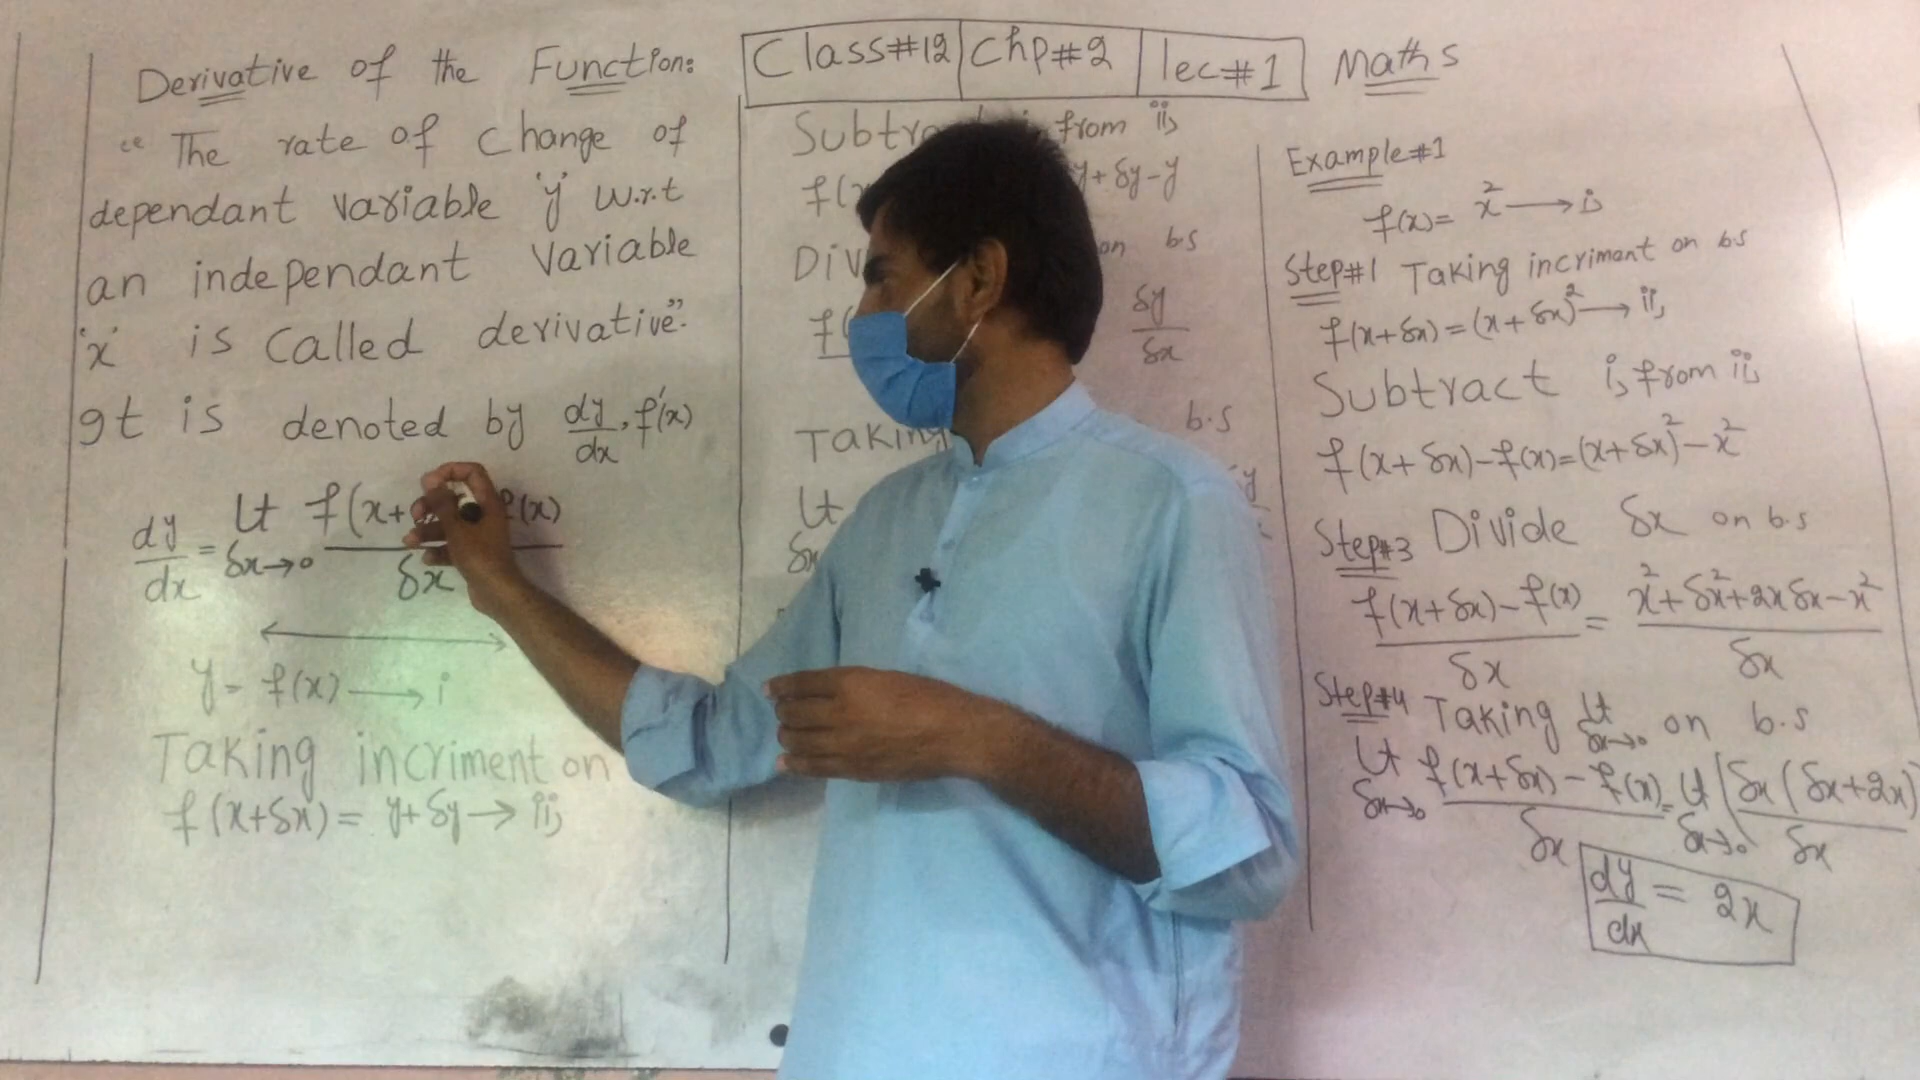 Class#12 Chp#2 lec#1 Maths
Derivative of the Function:
"The rate of change of
dependant variable 'y' w.r.t
an independant variable
'x' is called derivative".
It is denoted by dy/dx, f'(x)
dy/dx = Lt δx→0 f(x+ f(x) / δx
y = f(x) → i
Taking incriment on
f(x+δx) = y+δy → ii,
from ii,
y+δy-y
on b.s
δy/δx
Taking b.s
Lt
Example#1
f(x) = x² → i,
Step#1 Taking incriment on b.s
f(x+δx) = (x+δx)² → ii,
Subtract i, from ii,
f(x+δx)-f(x) = (x+δx)² - x²
Step#3 Divide δx on b.s
f(x+δx)-f(x) / δx = x²+δx²+2xδx-x² / δx
Step#4 Taking Lt δx→0 on b.s
Lt δx→0 f(x+δx)-f(x) / δx = Lt δx→0 (δx(δx+2x) / δx
dy/dx = 2x